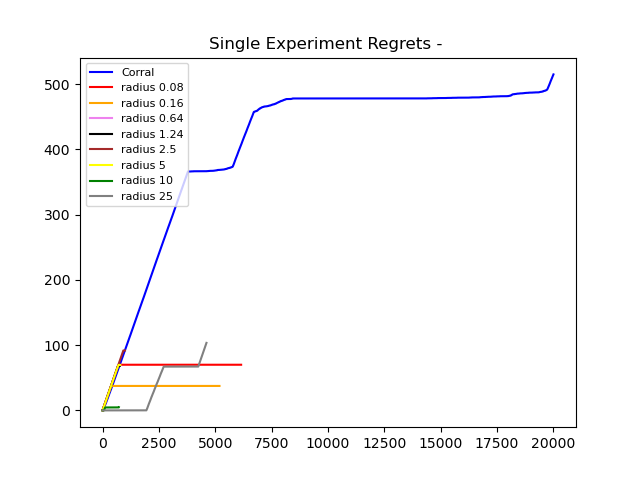 Single Experiment Regrets -
Corral
radius 0.08
radius 0.16
radius 0.64
radius 1.24
radius 2.5
radius 5
radius 10
radius 25
500
400
300
200
100
0
0 2500 5000 7500 10000 12500 15000 17500 20000